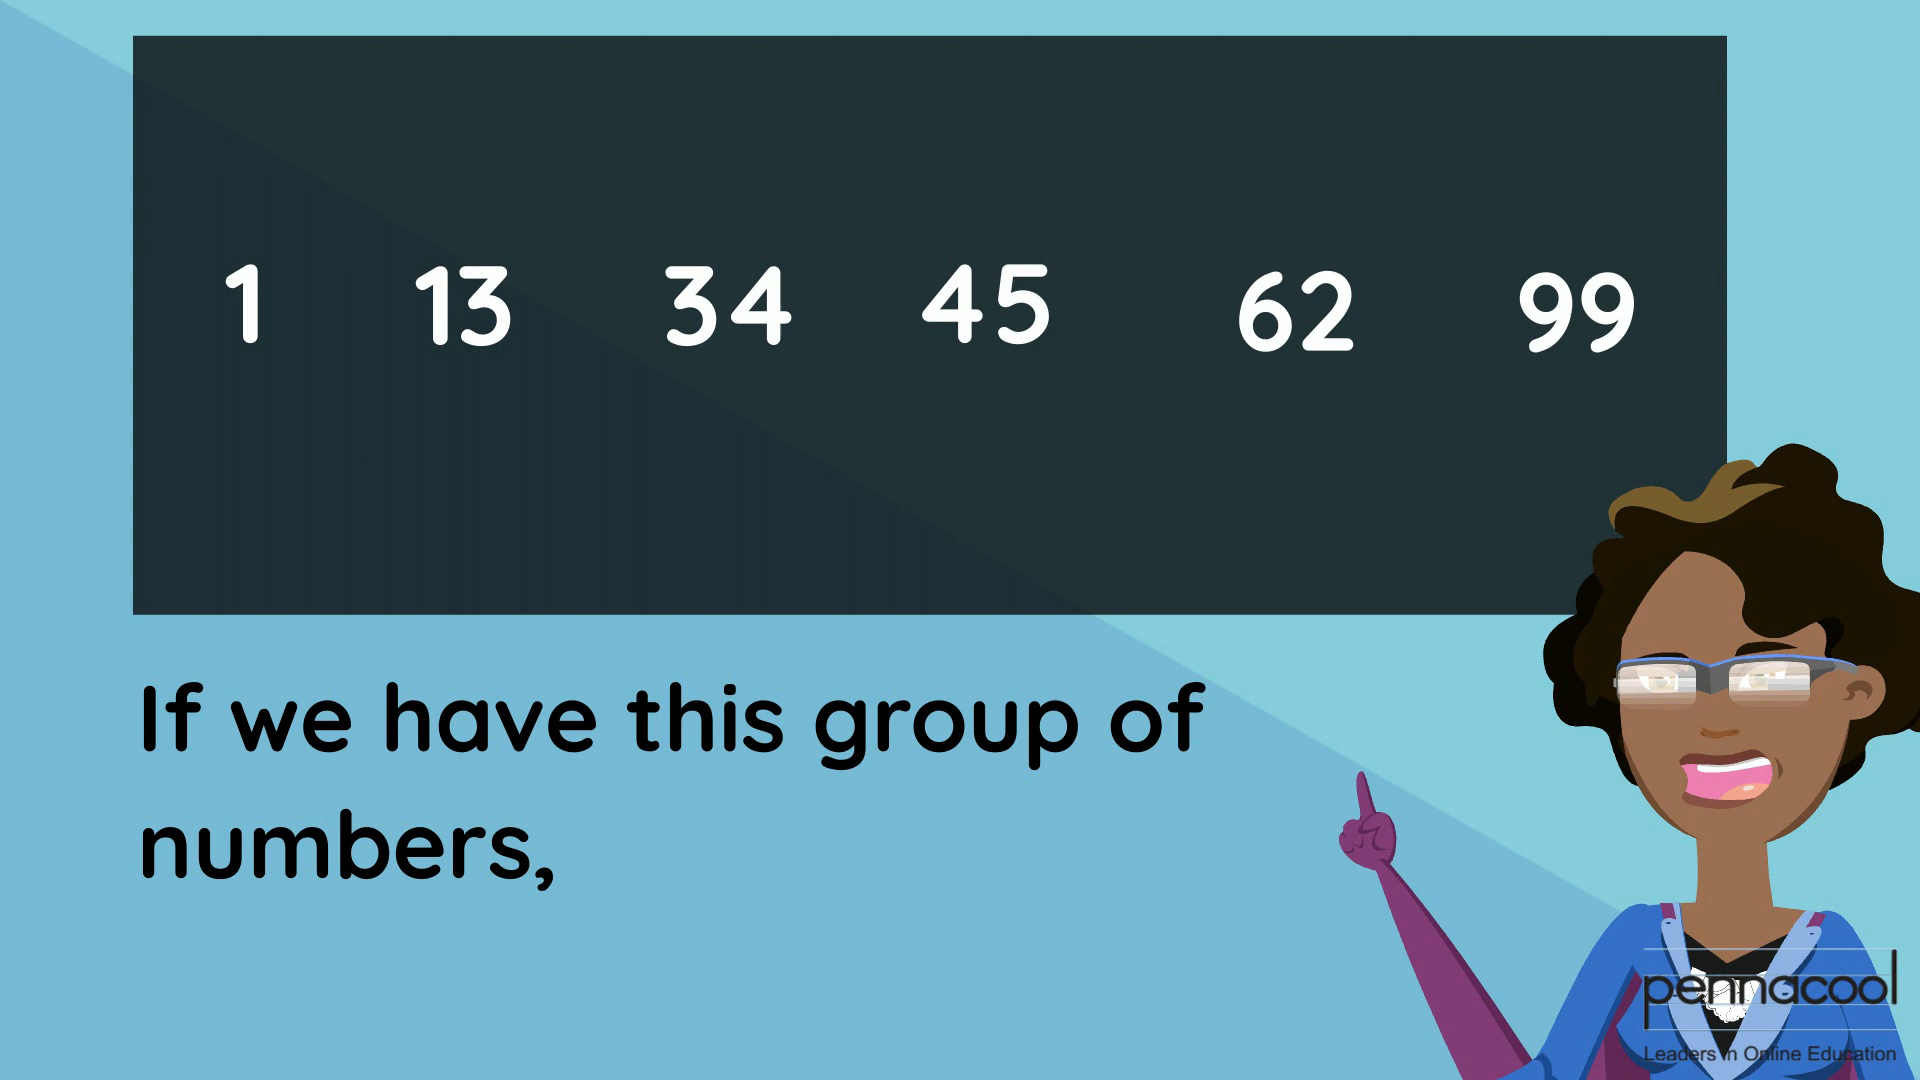 1 13 34 45 62 99
If we have this group of
numbers,
pennacool
Leaders in Online Education